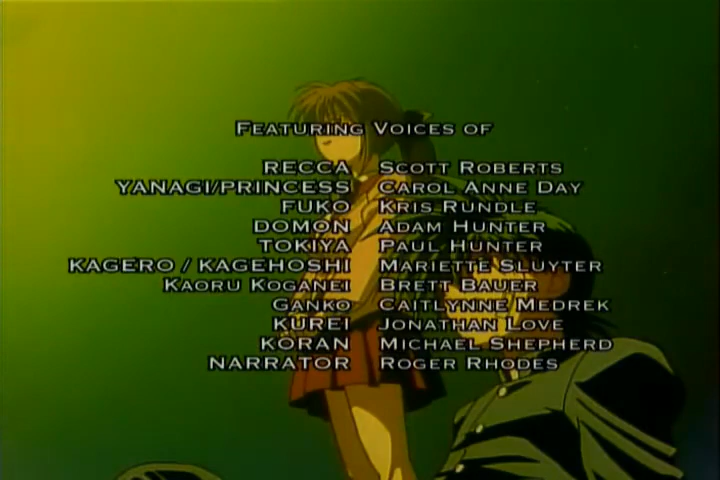 Featuring Voices of
RECCA Scott Roberts
YANAGI/PRINCESS Carol Anne Day
FUKO Kris Rundle
DOMON Adam Hunter
TOKIYA Paul Hunter
KAGERO / KAGEHOSHI Mariette Sluyter
Kaoru Koganei Brett Bauer
Ganko Caitlynne Medrek
KUREI Jonathan Love
KORAN Michael Shepherd
NARRATOR Roger Rhodes